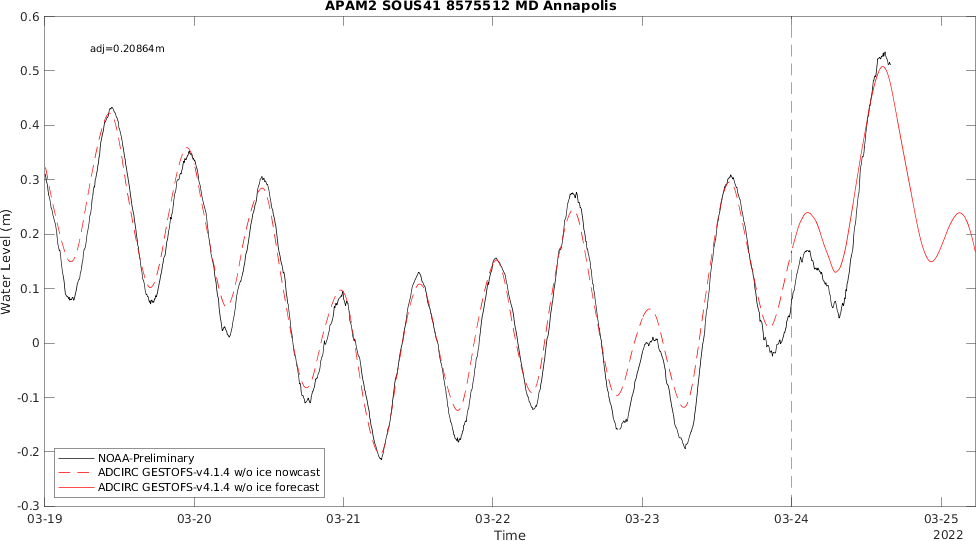 APAM2 SOUS41 8575512 MD Annapolis
adj=0.20864m
0.6
0.5
0.4
0.3
0.2
0.1
0
-0.1
-0.2
-0.3
Water Level (m)
NOAA-Preliminary
ADCIRC GESTOFS-v4.1.4 w/o ice nowcast
ADCIRC GESTOFS-v4.1.4 w/o ice forecast
03-19 03-20 03-21 03-22 03-23 03-24 03-25
Time
2022